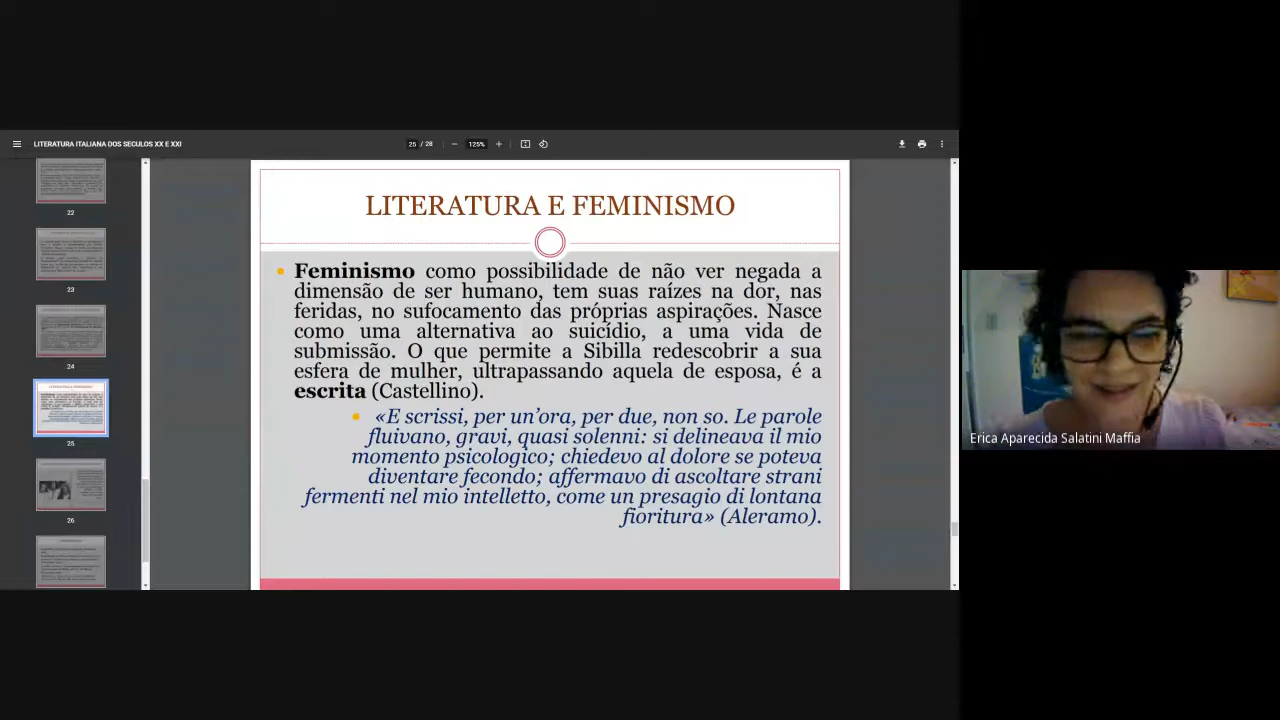 LITERATURA ITALIANA DOS SECULOS XX E XXI
25 / 28
125%
22
23
24
25
26
LITERATURA E FEMINISMO
Feminismo como possibilidade de não ver negada a
dimensão de ser humano, tem suas raízes na dor, nas
feridas, no sufocamento das próprias aspirações. Nasce
como uma alternativa ao suicídio, a uma vida de
submissão. O que permite a Sibilla redescobrir a sua
esfera de mulher, ultrapassando aquela de esposa, é a
escrita (Castellino).
«E scrissi, per un'ora, per due, non so. Le parole
fluivano, gravi, quasi solenni: si delineava il mio
momento psicologico; chiedevo al dolore se poteva
diventare fecondo; affermavo di ascoltare strani
fermenti nel mio intelletto, come un presagio di lontana
fioritura» (Aleramo).
Erica Aparecida Salatini Maffia